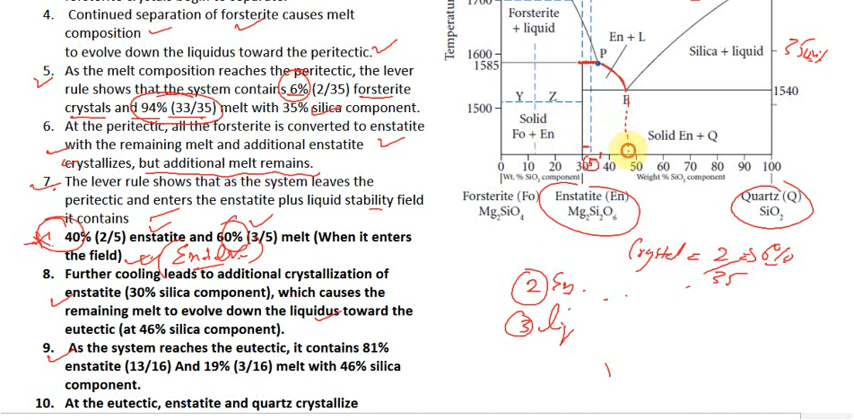 4. Continued separation of forsterite causes melt
composition
to evolve down the liquidus toward the peritectic.
5. As the melt composition reaches the peritectic, the lever
rule shows that the system contains 6% (2/35) forsterite
crystals and 94% (33/35) melt with 35% silica component.
6. At the peritectic, all the forsterite is converted to enstatite
with the remaining melt and additional enstatite
crystallizes, but additional melt remains.
7. The lever rule shows that as the system leaves the
peritectic and enters the enstatite plus liquid stability field
it contains
40% (2/5) enstatite and 60% (3/5) melt (When it enters
the field)
8. Further cooling leads to additional crystallization of
enstatite (30% silica component), which causes the
remaining melt to evolve down the liquidus toward the
eutectic (at 46% silica component).
9. As the system reaches the eutectic, it contains 81%
enstatite (13/16) And 19% (3/16) melt with 46% silica
component.
10. At the eutectic, enstatite and quartz crystallize
1700
Forsterite
+ liquid
En + L
P
Silica + liquid
1600
1585
1540
Y Z
E
1500
Solid
Fo + En
Solid En + Q
0 10 20 30 40 50 60 70 80 90 100
Wt. % SiO2 component
Weight % SiO2 component
Forsterite (Fo)
Mg2SiO4
Enstatite (En)
Mg2Si2O6
Quartz (Q)
SiO2
Crystal = 2/35 = 6%
2 En
3 liq